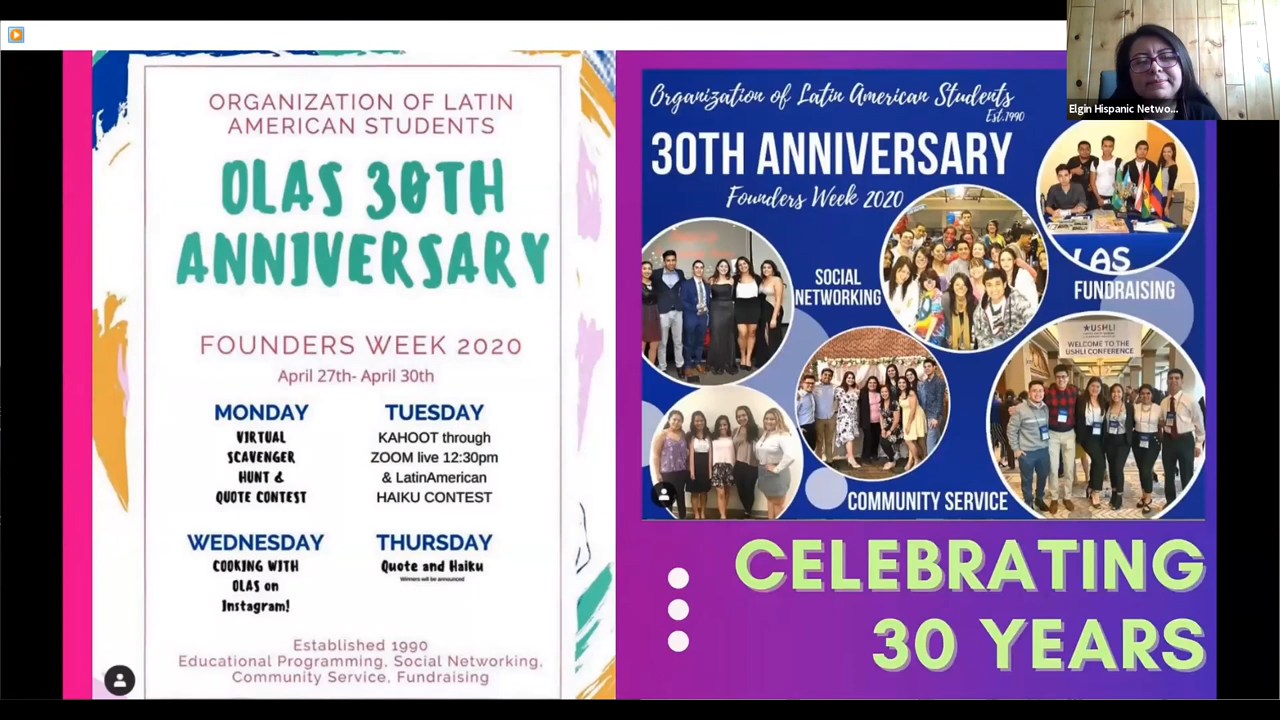 ORGANIZATION OF LATIN
AMERICAN STUDENTS
OLAS 30TH
ANNIVERSARY
FOUNDERS WEEK 2020
April 27th- April 30th
MONDAY
VIRTUAL
SCAVENGER
HUNT &
QUOTE CONTEST
TUESDAY
KAHOOT through
ZOOM live 12:30pm
& LatinAmerican
HAIKU CONTEST
WEDNESDAY
COOKING WITH
OLAS on
Instagram!
THURSDAY
Quote and Haiku
Winners will be announced
Established 1990
Educational Programming, Social Networking,
Community Service, Fundraising
Organization of Latin American Students
Est.1990
30TH ANNIVERSARY
Founders Week 2020
SOCIAL
NETWORKING
LAS
FUNDRAISING
USHLI
WELCOME TO THE
USHLI CONFERENCE
COMMUNITY SERVICE
CELEBRATING
30 YEARS
Elgin Hispanic Netwo...